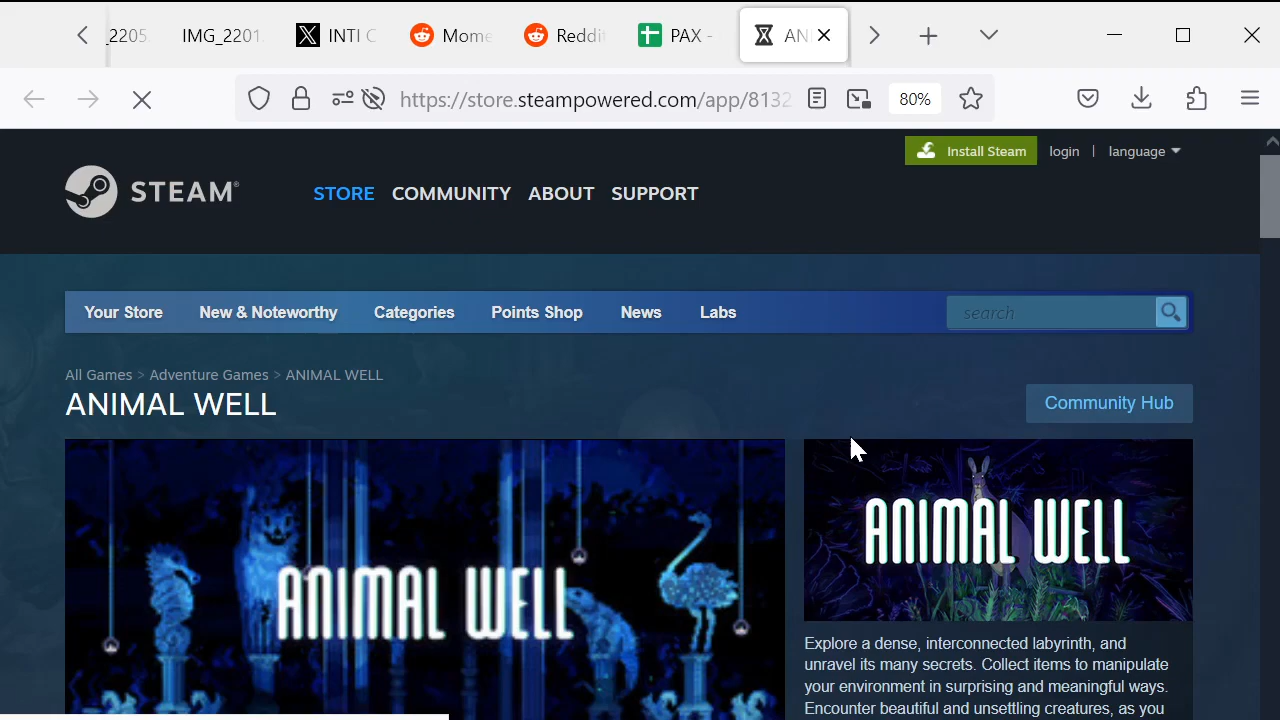 _2205 IMG_2201 INTI C Mome Reddi PAX - AN
https://store.steampowered.com/app/8132 80%
Install Steam login | language
STEAM® STORE COMMUNITY ABOUT SUPPORT
Your Store New & Noteworthy Categories Points Shop News Labs search
All Games > Adventure Games > ANIMAL WELL
ANIMAL WELL
Community Hub
ANIMAL WELL
ANIMAL WELL
Explore a dense, interconnected labyrinth, and
unravel its many secrets. Collect items to manipulate
your environment in surprising and meaningful ways.
Encounter beautiful and unsettling creatures, as you